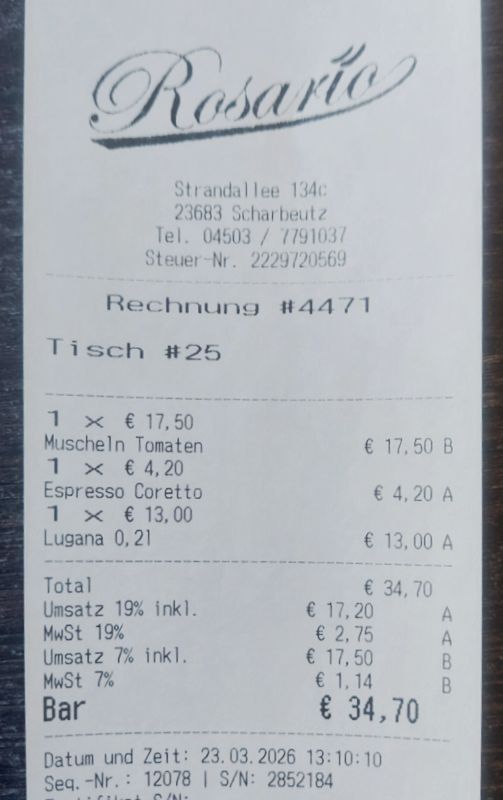 Rosario
Strandallee 134c
23683 Scharbeutz
Tel. 04503 / 7791037
Steuer-Nr. 2229720569
Rechnung #4471
Tisch #25
1 x € 17,50
Muscheln Tomaten € 17,50 B
1 x € 4,20
Espresso Coretto € 4,20 A
1 x € 13,00
Lugana 0,2l € 13,00 A
Total € 34,70
Umsatz 19% inkl. € 17,20 A
MwSt 19% € 2,75 A
Umsatz 7% inkl. € 17,50 B
MwSt 7% € 1,14 B
Bar € 34,70
Datum und Zeit: 23.03.2026 13:10:10
Seq.-Nr.: 12078 | S/N: 2852184